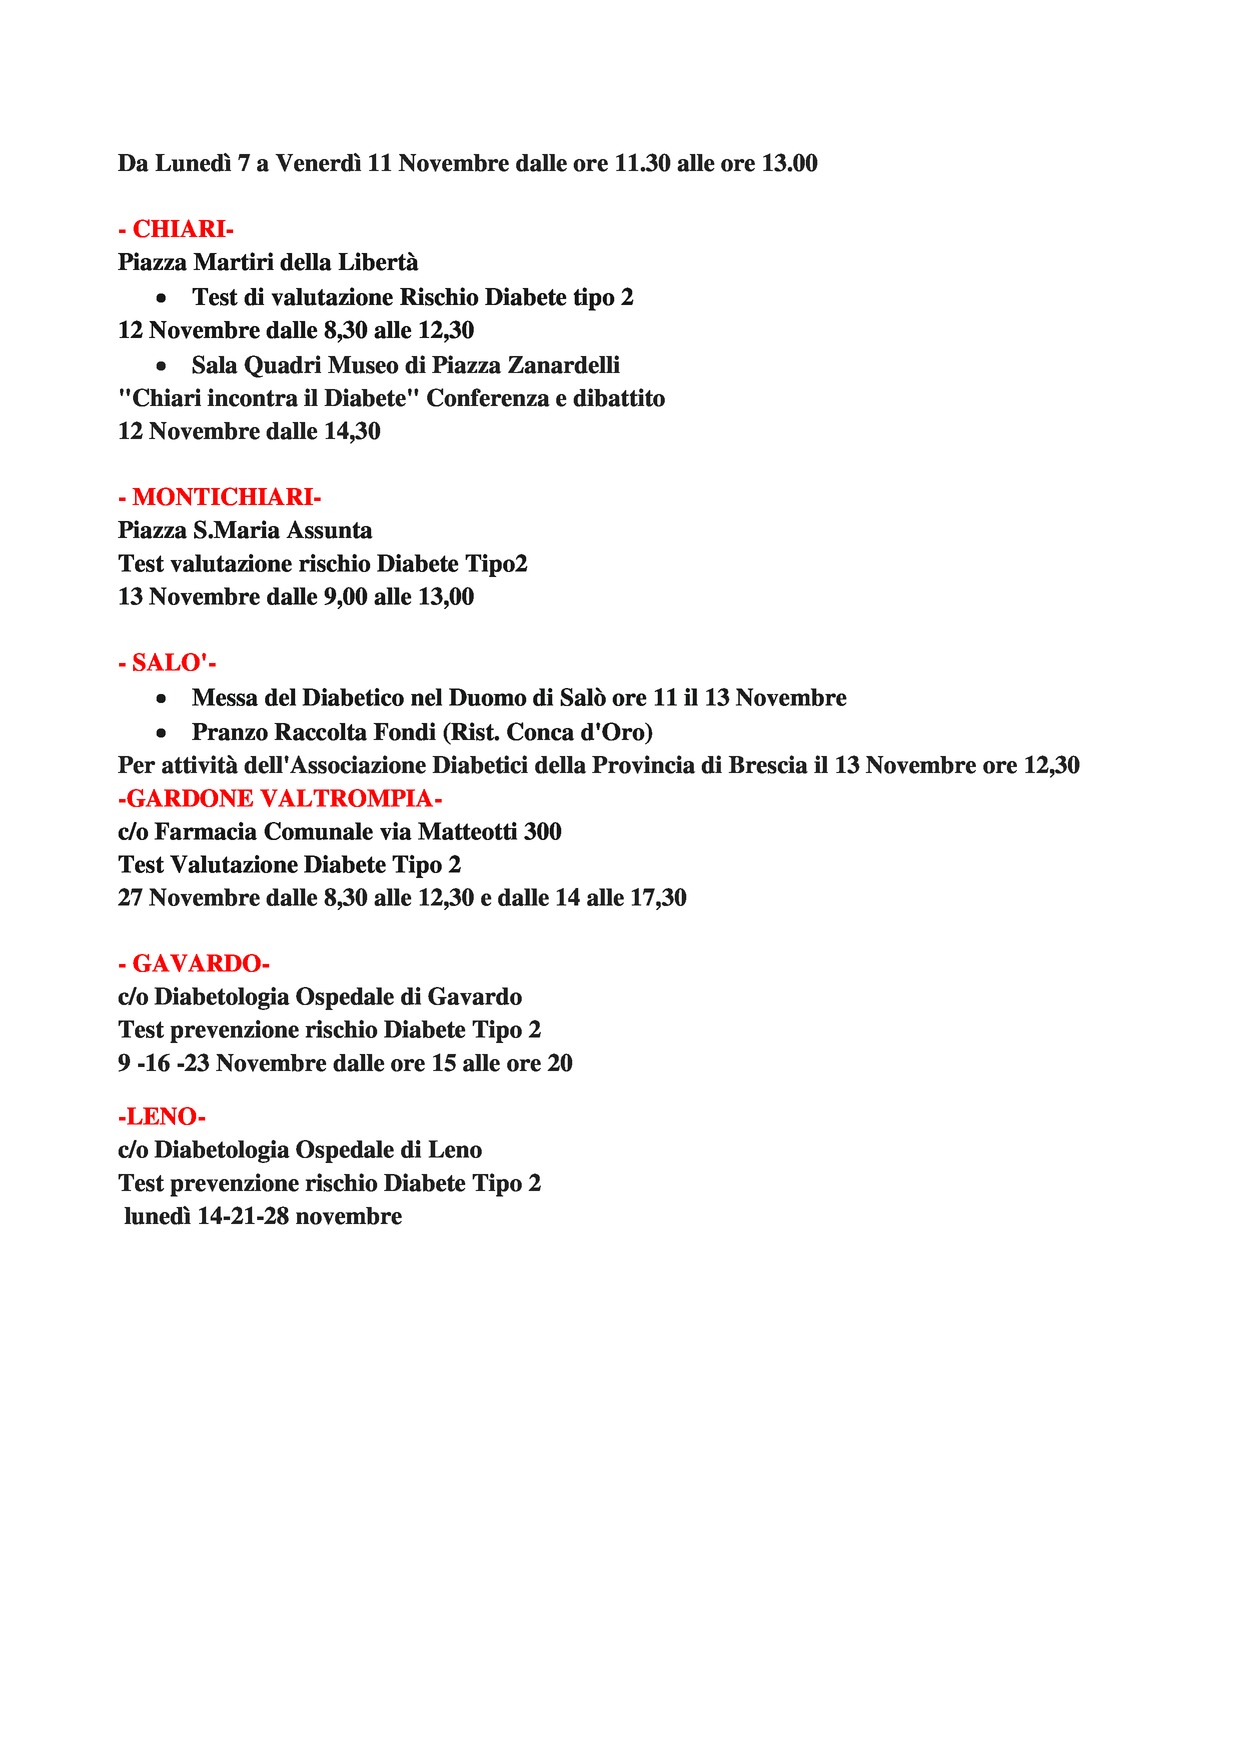 Da Lunedì 7 a Venerdì 11 Novembre dalle ore 11.30 alle ore 13.00
- CHIARI-
Piazza Martiri della Libertà
• Test di valutazione Rischio Diabete tipo 2
12 Novembre dalle 8,30 alle 12,30
• Sala Quadri Museo di Piazza Zanardelli
"Chiari incontra il Diabete" Conferenza e dibattito
12 Novembre dalle 14,30
- MONTICHIARI-
Piazza S.Maria Assunta
Test valutazione rischio Diabete Tipo2
13 Novembre dalle 9,00 alle 13,00
- SALO'-
• Messa del Diabetico nel Duomo di Salò ore 11 il 13 Novembre
• Pranzo Raccolta Fondi (Rist. Conca d'Oro)
Per attività dell'Associazione Diabetici della Provincia di Brescia il 13 Novembre ore 12,30
-GARDONE VALTROMPIA-
c/o Farmacia Comunale via Matteotti 300
Test Valutazione Diabete Tipo 2
27 Novembre dalle 8,30 alle 12,30 e dalle 14 alle 17,30
- GAVARDO-
c/o Diabetologia Ospedale di Gavardo
Test prevenzione rischio Diabete Tipo 2
9 -16 -23 Novembre dalle ore 15 alle ore 20
-LENO-
c/o Diabetologia Ospedale di Leno
Test prevenzione rischio Diabete Tipo 2
lunedì 14-21-28 novembre